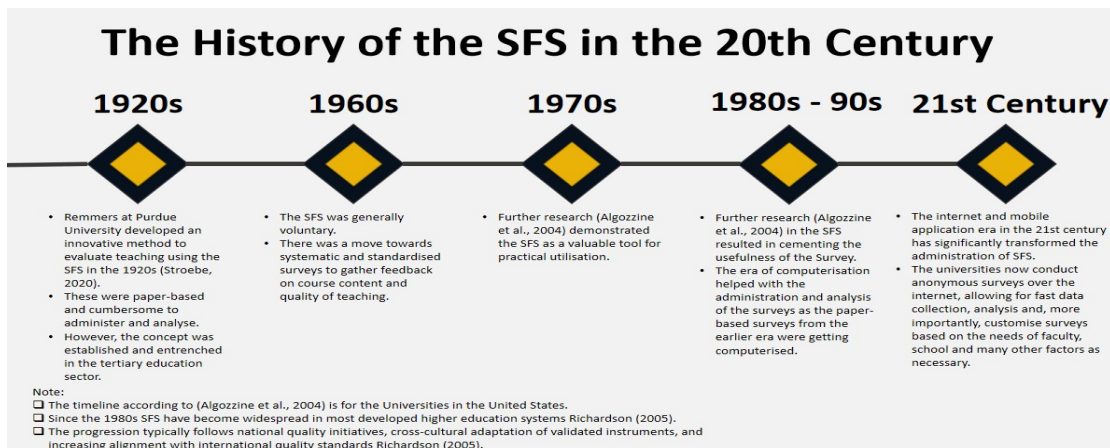 The History of the SFS in the 20th Century
1920s
• Remmers at Purdue
University developed an
innovative method to
evaluate teaching using the
SFS in the 1920s (Stroebe,
2020).
• These were paper-based
and cumbersome to
administer and analyse.
• However, the concept was
established and entrenched
in the tertiary education
sector.
1960s
• The SFS was generally
voluntary.
• There was a move towards
systematic and standardised
surveys to gather feedback
on course content and
quality of teaching.
1970s
• Further research (Algozzine
et al., 2004) demonstrated
the SFS as a valuable tool for
practical utilisation.
1980s - 90s
• Further research (Algozzine
et al., 2004) in the SFS
resulted in cementing the
usefulness of the Survey.
• The era of computerisation
helped with the
administration and analysis
of the surveys as the paper-
based surveys from the
earlier era were getting
computerised.
21st Century
• The internet and mobile
application era in the 21st century
has significantly transformed the
administration of SFS.
• The universities now conduct
anonymous surveys over the
internet, allowing for fast data
collection, analysis and, more
importantly, customise surveys
based on the needs of faculty,
school and many other factors as
necessary.
Note:
❑ The timeline according to (Algozzine et al., 2004) is for the Universities in the United States.
❑ Since the 1980s SFS have become widespread in most developed higher education systems Richardson (2005).
❑ The progression typically follows national quality initiatives, cross-cultural adaptation of validated instruments, and
increasing alignment with international quality standards Richardson (2005).